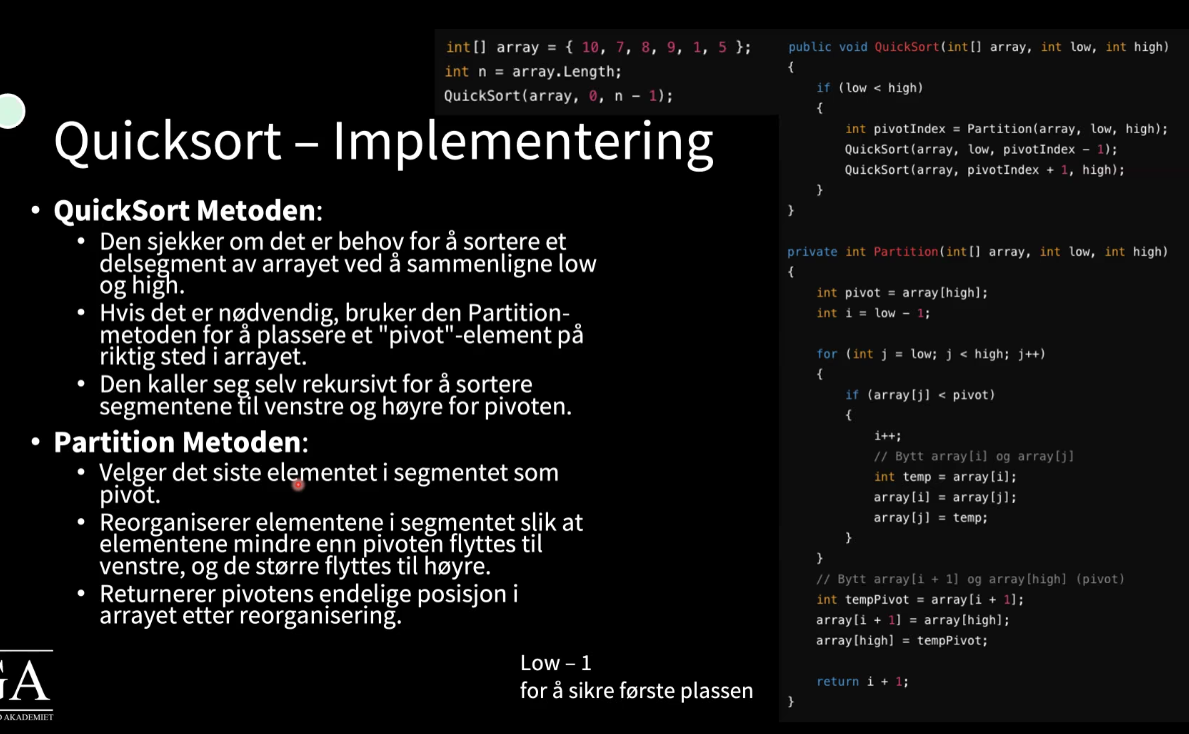 int[] array = { 10, 7, 8, 9, 1, 5 };
int n = array.Length;
QuickSort(array, 0, n - 1);
Quicksort – Implementering
• QuickSort Metoden:
• Den sjekker om det er behov for å sortere et
delsegment av arrayet ved å sammenligne low
og high.
• Hvis det er nødvendig, bruker den Partition-
metoden for å plassere et "pivot"-element på
riktig sted i arrayet.
• Den kaller seg selv rekursivt for å sortere
segmentene til venstre og høyre for pivoten.
• Partition Metoden:
• Velger det siste elementet i segmentet som
pivot.
• Reorganiserer elementene i segmentet slik at
elementene mindre enn pivoten flyttes til
venstre, og de større flyttes til høyre.
• Returnerer pivotens endelige posisjon i
arrayet etter reorganisering.
Low – 1
for å sikre første plassen
public void QuickSort(int[] array, int low, int high)
{
    if (low < high)
    {
        int pivotIndex = Partition(array, low, high);
        QuickSort(array, low, pivotIndex - 1);
        QuickSort(array, pivotIndex + 1, high);
    }
}
private int Partition(int[] array, int low, int high)
{
    int pivot = array[high];
    int i = low - 1;
    for (int j = low; j < high; j++)
    {
        if (array[j] < pivot)
        {
            i++;
            // Bytt array[i] og array[j]
            int temp = array[i];
            array[i] = array[j];
            array[j] = temp;
        }
    }
    // Bytt array[i + 1] og array[high] (pivot)
    int tempPivot = array[i + 1];
    array[i + 1] = array[high];
    array[high] = tempPivot;
    return i + 1;
}
GA
AKADEMIET